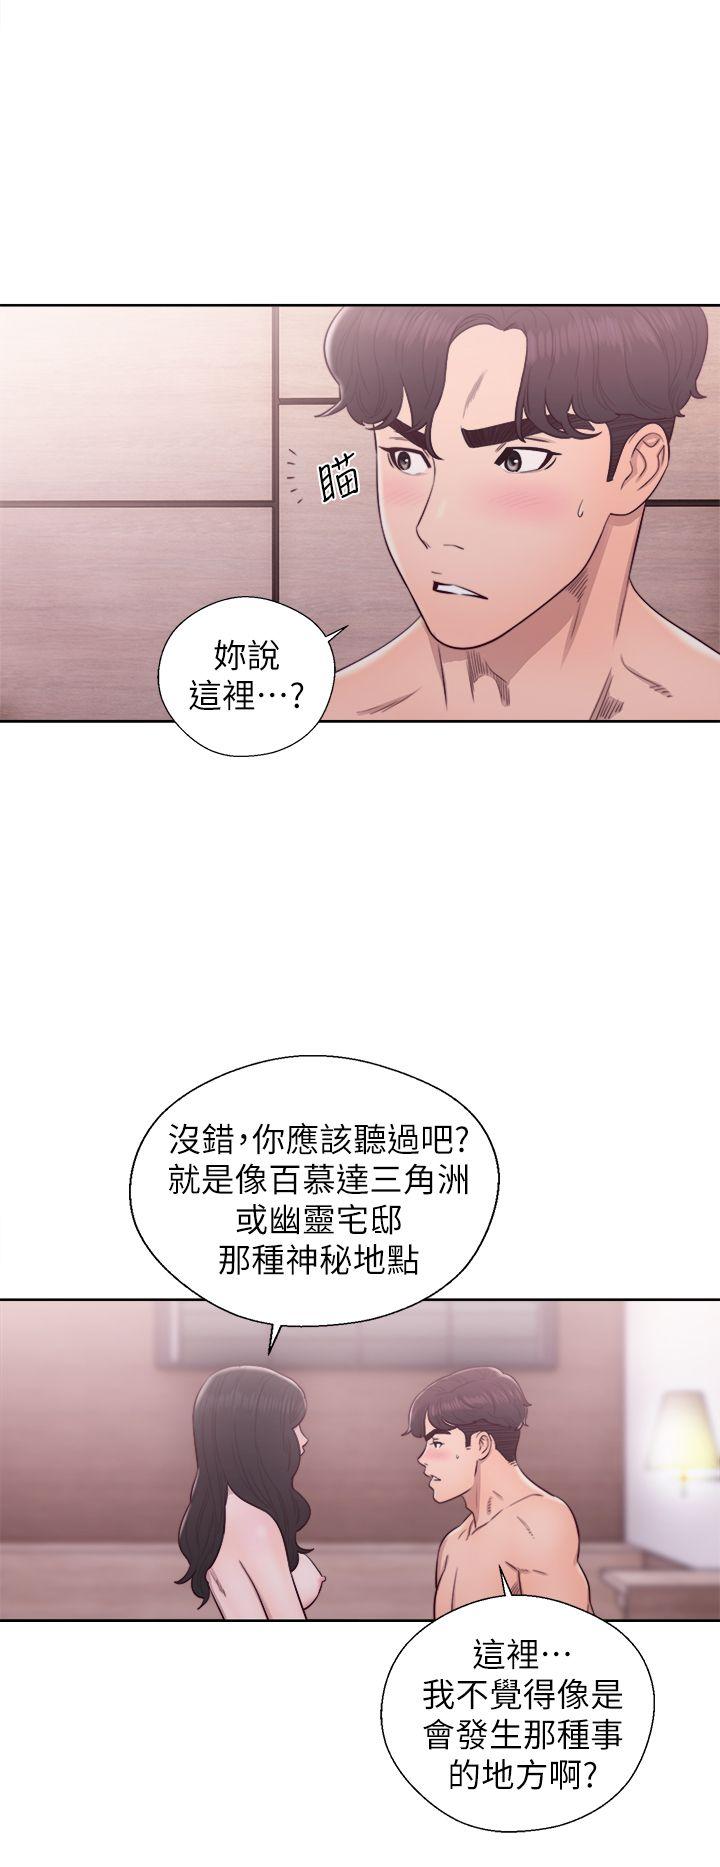 瞄
妳說
這裡⋯?
沒錯,你應該聽過吧?
就是像百慕達三角洲
或幽靈宅邸
那種神秘地點
這裡⋯
我不覺得像是
會發生那種事
的地方啊?